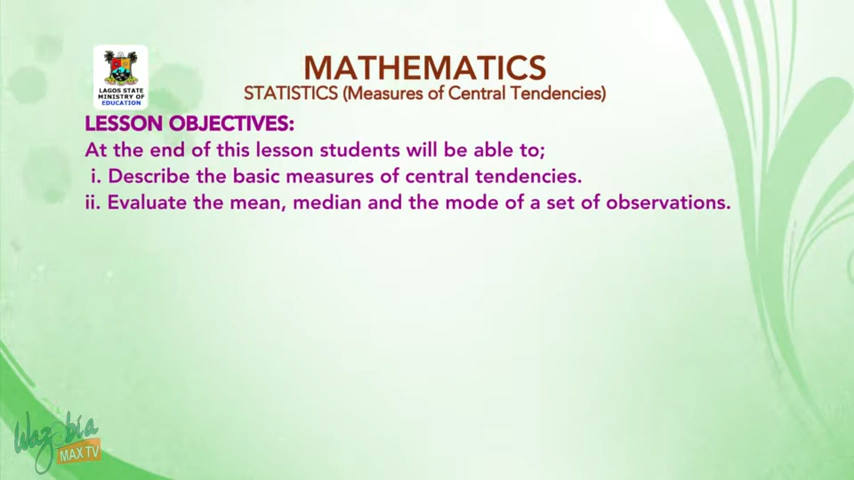 LAGOS STATE
MINISTRY OF
EDUCATION
MATHEMATICS
STATISTICS (Measures of Central Tendencies)
LESSON OBJECTIVES:
At the end of this lesson students will be able to;
i. Describe the basic measures of central tendencies.
ii. Evaluate the mean, median and the mode of a set of observations.
Wazobia
MAX TV